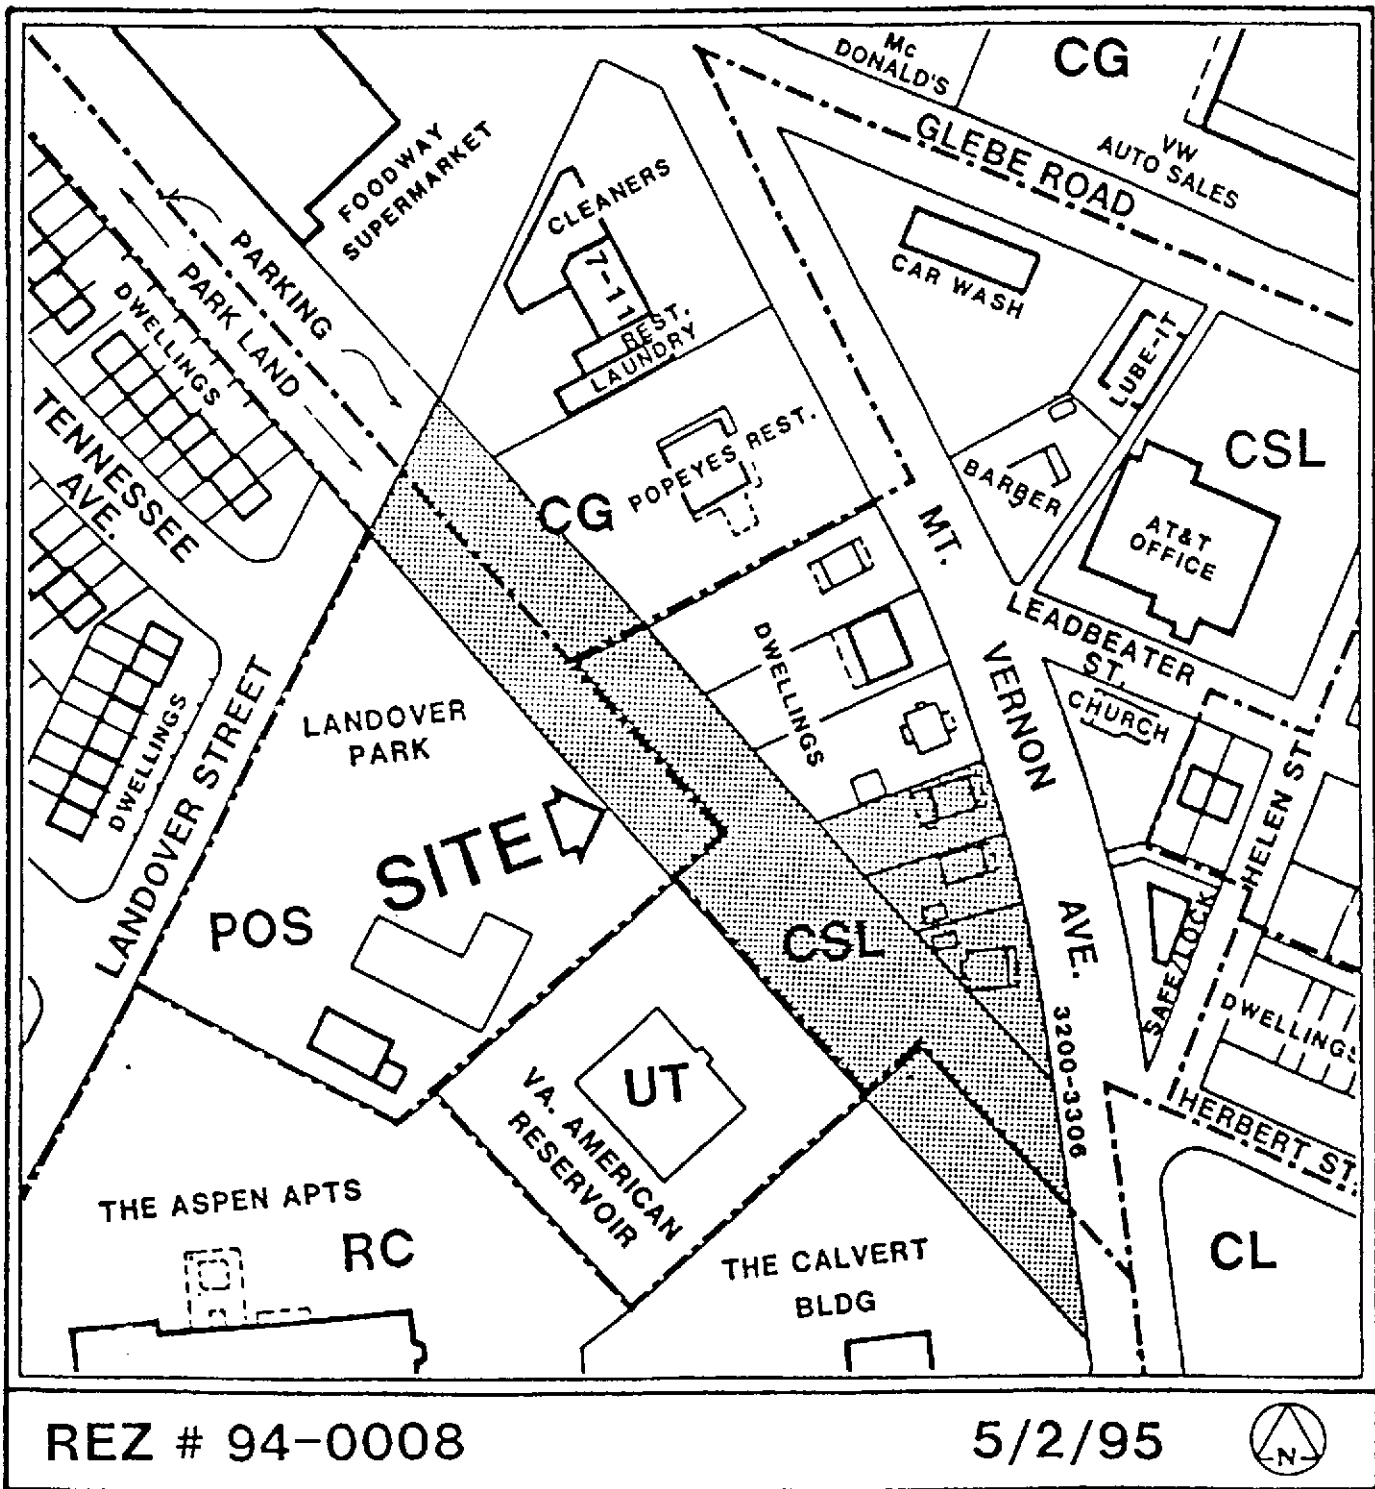 Mc
DONALD'S
CG
GLEBE ROAD
VW
AUTO SALES
FOODWAY
SUPERMARKET
CLEANERS
7-11
REST.
LAUNDRY
CAR WASH
LUBE-IT
PARKING
PARK LAND
DWELLINGS
TENNESSEE
AVE.
CG
POPEYES REST.
BARBER
CSL
AT&T
OFFICE
MT.
VERNON
AVE.
3200-3306
LEADBEATER
ST.
CHURCH
HELEN ST.
DWELLINGS
DWELLINGS
LANDOVER STREET
LANDOVER
PARK
SITE
POS
CSL
SAFE/LOCK
DWELLINGS
HERBERT ST.
UT
VA. AMERICAN
RESERVOIR
THE ASPEN APTS
RC
THE CALVERT
BLDG
CL
REZ # 94-0008
5/2/95
N